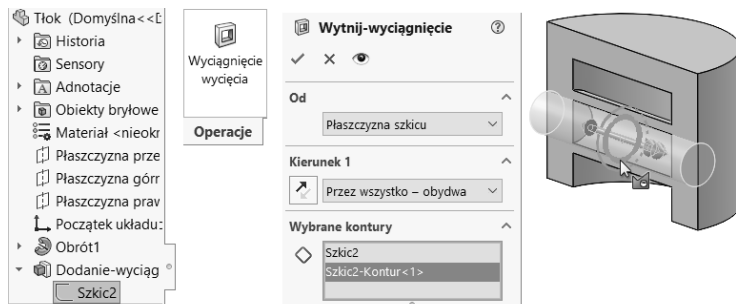 Tłok (Domyślna<<D
Historia
Sensory
Adnotacje
Obiekty bryłowe
Materiał <nieokr
Płaszczyzna prze
Płaszczyzna górr
Płaszczyzna praw
Początek układu:
Obrót1
Dodanie-wyciąg
Szkic2
Wyciągnięcie
wycięcia
Operacje
Wytnij-wyciągnięcie
Od
Płaszczyzna szkicu
Kierunek 1
Przez wszystko – obydwa
Wybrane kontury
Szkic2
Szkic2-Kontur<1>